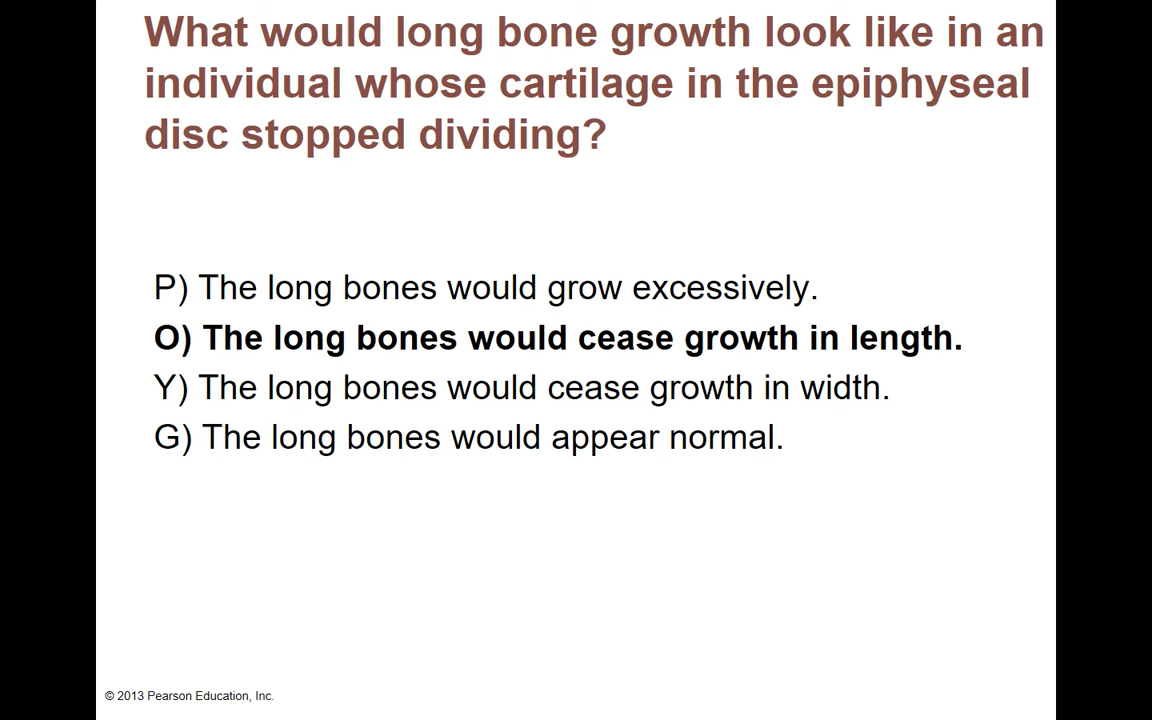 What would long bone growth look like in an
individual whose cartilage in the epiphyseal
disc stopped dividing?
P) The long bones would grow excessively.
O) The long bones would cease growth in length.
Y) The long bones would cease growth in width.
G) The long bones would appear normal.
© 2013 Pearson Education, Inc.